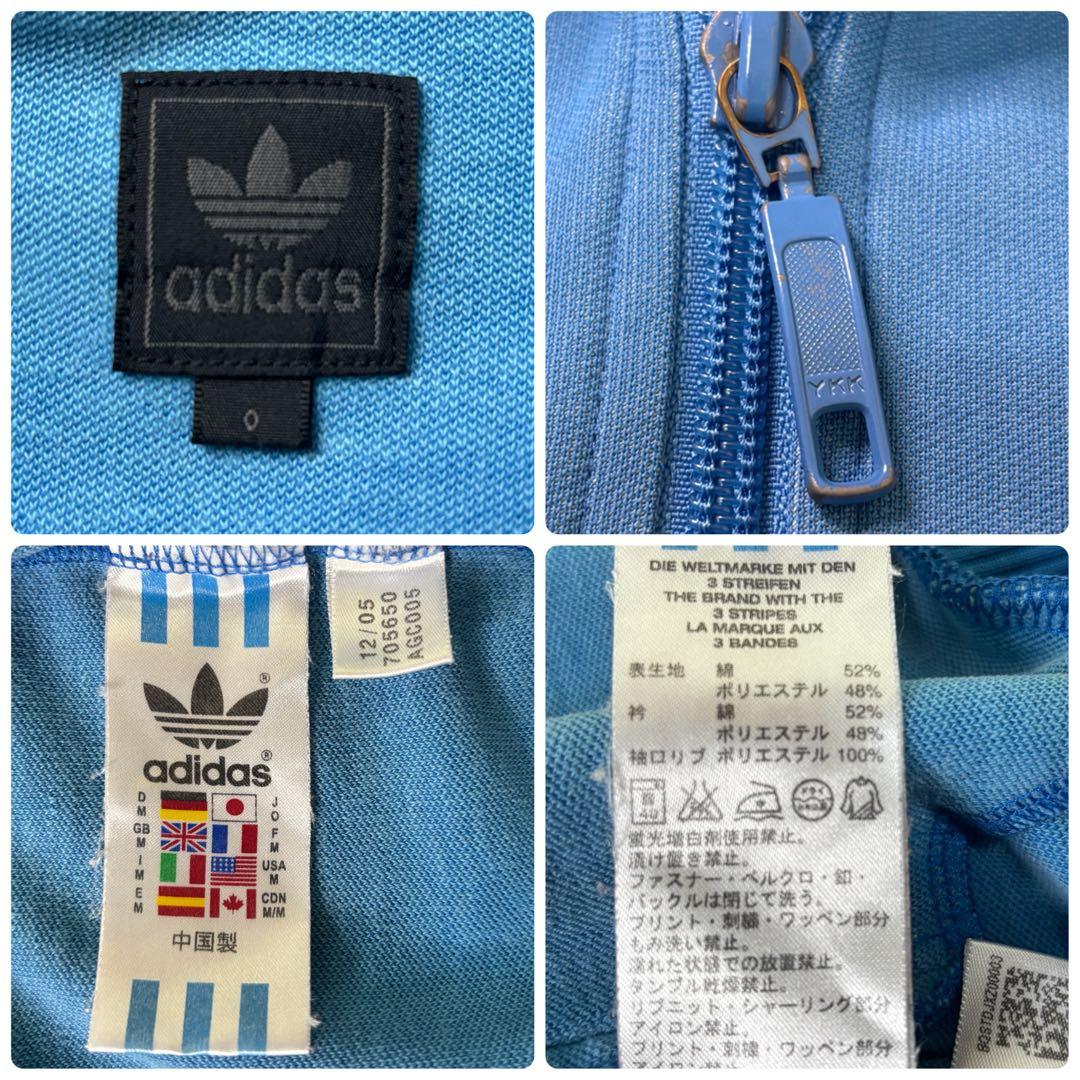 adidas
O
YKK
12/05
705650
AGC005
®
adidas®
D
M
J
O
GB
M
F
M
I
M
USA
M
E
M
CDN
M/M
中国製
DIE WELTMARKE MIT DEN
3 STREIFEN
THE BRAND WITH THE
3 STRIPES
LA MARQUE AUX
3 BANDES
表生地 綿 52%
ポリエステル 48%
衿 綿 52%
ポリエステル 48%
袖口リブ ポリエステル 100%
40
ドライ
蛍光増白剤使用禁止。
漬け置き禁止。
ファスナー・ベルクロ・釦・
バックルは閉じて洗う。
プリント・刺繍・ワッペン部分
もみ洗い禁止。
濡れた状態での放置禁止。
タンブル乾燥禁止。
リブニット・シャーリング部分
アイロン禁止。
プリント・刺繍・ワッペン部分